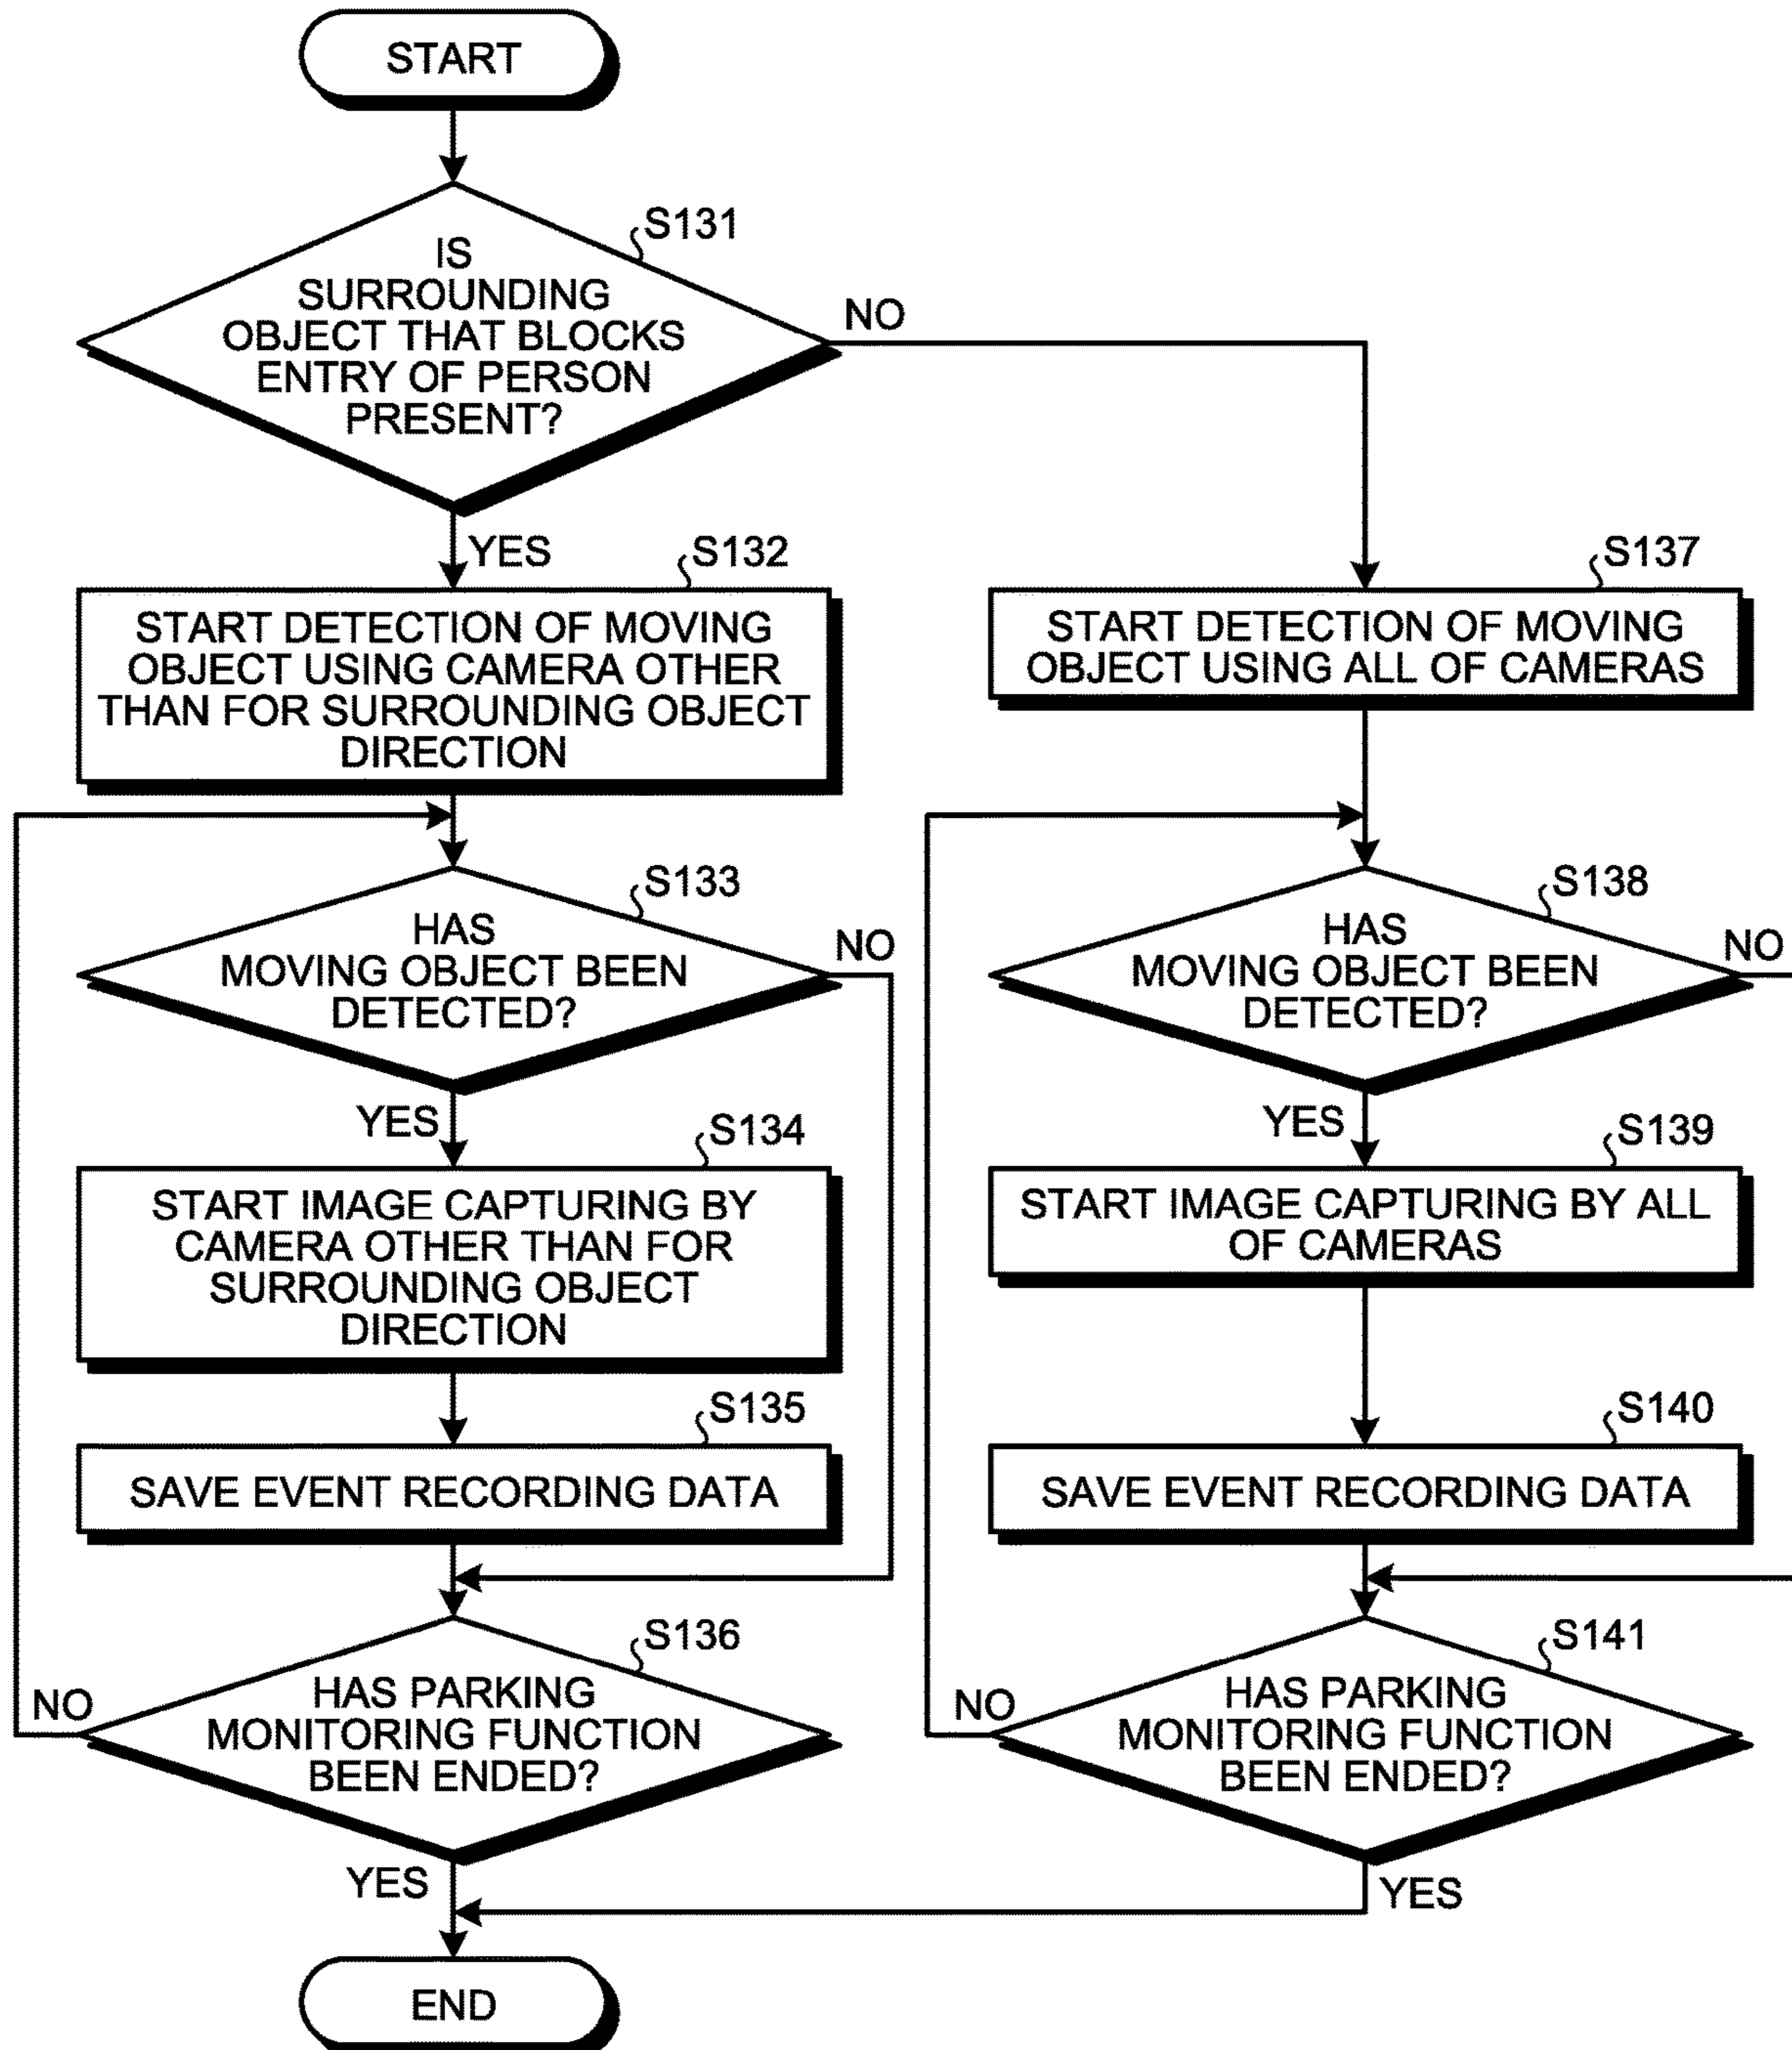 START
S131
IS
SURROUNDING
OBJECT THAT BLOCKS
ENTRY OF PERSON
PRESENT?
NO
YES
S132
START DETECTION OF MOVING
OBJECT USING CAMERA OTHER
THAN FOR SURROUNDING OBJECT
DIRECTION
S133
HAS
MOVING OBJECT BEEN
DETECTED?
NO
YES
S134
START IMAGE CAPTURING BY
CAMERA OTHER THAN FOR
SURROUNDING OBJECT
DIRECTION
S135
SAVE EVENT RECORDING DATA
S136
HAS PARKING
MONITORING FUNCTION
BEEN ENDED?
NO
YES
S137
START DETECTION OF MOVING
OBJECT USING ALL OF CAMERAS
S138
HAS
MOVING OBJECT BEEN
DETECTED?
NO
YES
S139
START IMAGE CAPTURING BY ALL
OF CAMERAS
S140
SAVE EVENT RECORDING DATA
S141
HAS PARKING
MONITORING FUNCTION
BEEN ENDED?
NO
YES
END